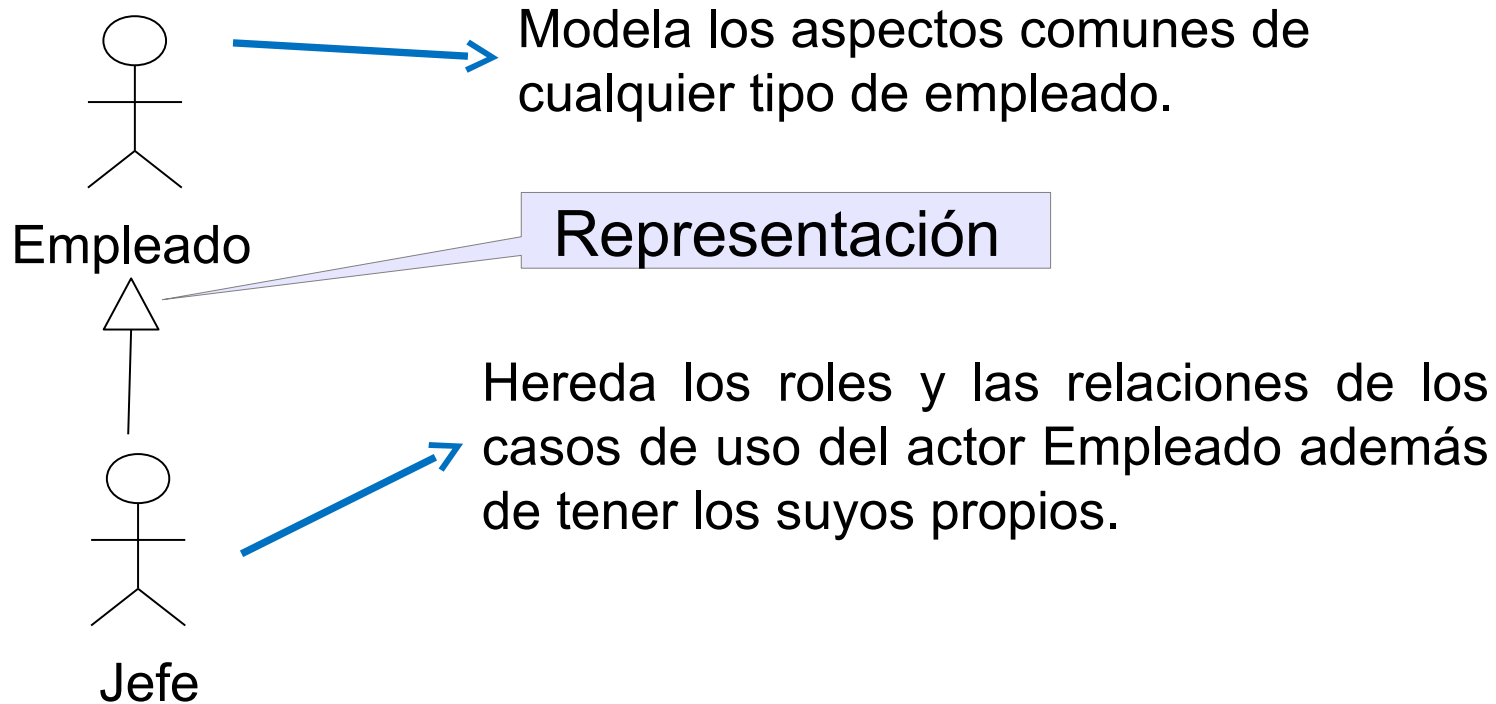 Modela los aspectos comunes de
cualquier tipo de empleado.
Empleado
Representación
Hereda los roles y las relaciones de los
casos de uso del actor Empleado además
de tener los suyos propios.
Jefe